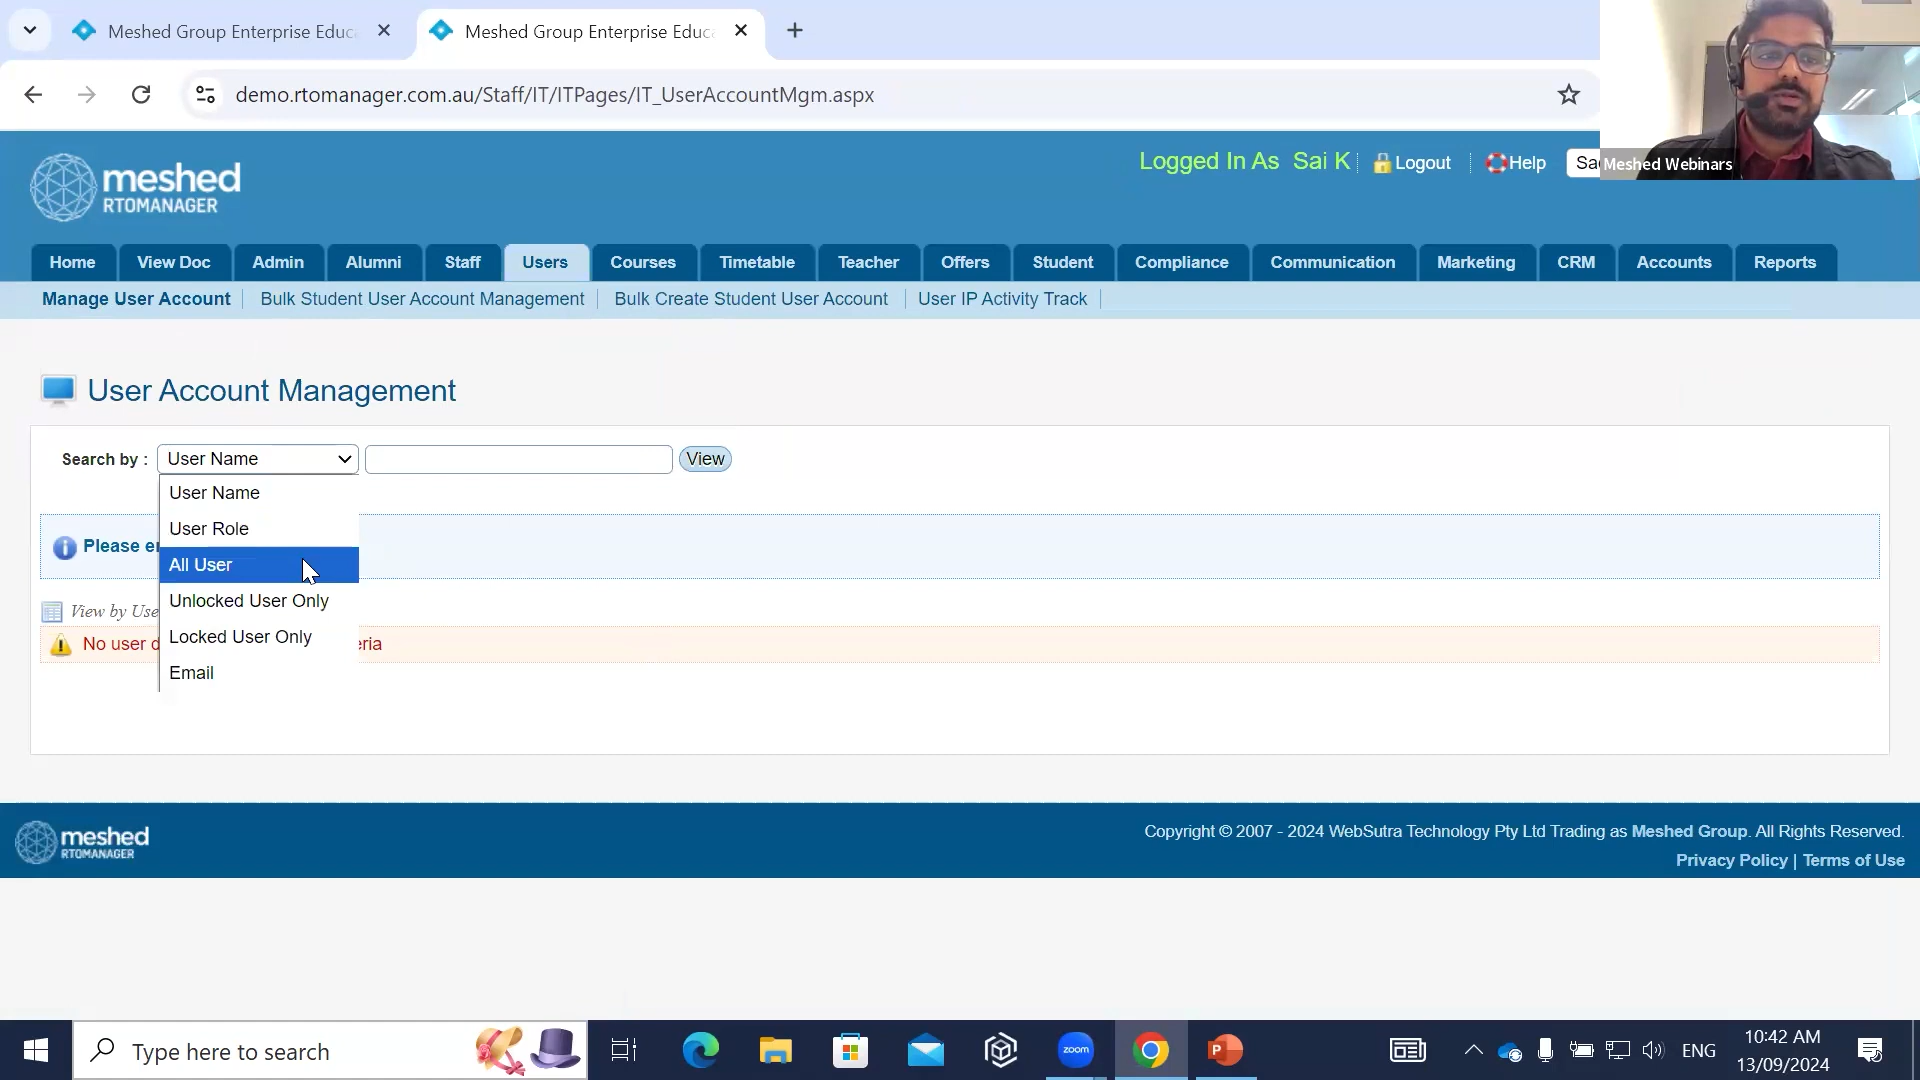 Meshed Group Enterprise Educ
Meshed Group Enterprise Educ
demo.rtomanager.com.au/Staff/IT/ITPages/IT_UserAccountMgm.aspx
meshed
RTOMANAGER
Logged In As Sai K
Logout
Help
Meshed Webinars
Home
View Doc
Admin
Alumni
Staff
Users
Courses
Timetable
Teacher
Offers
Student
Compliance
Communication
Marketing
CRM
Accounts
Reports
Manage User Account
Bulk Student User Account Management
Bulk Create Student User Account
User IP Activity Track
User Account Management
Search by :
User Name
View
User Name
User Role
All User
Unlocked User Only
Locked User Only
Email
Please
View by
No user
meshed
RTOMANAGER
Copyright © 2007 - 2024 WebSutra Technology Pty Ltd Trading as Meshed Group. All Rights Reserved.
Privacy Policy | Terms of Use
Type here to search
zoom
P
ENG
10:42 AM
13/09/2024